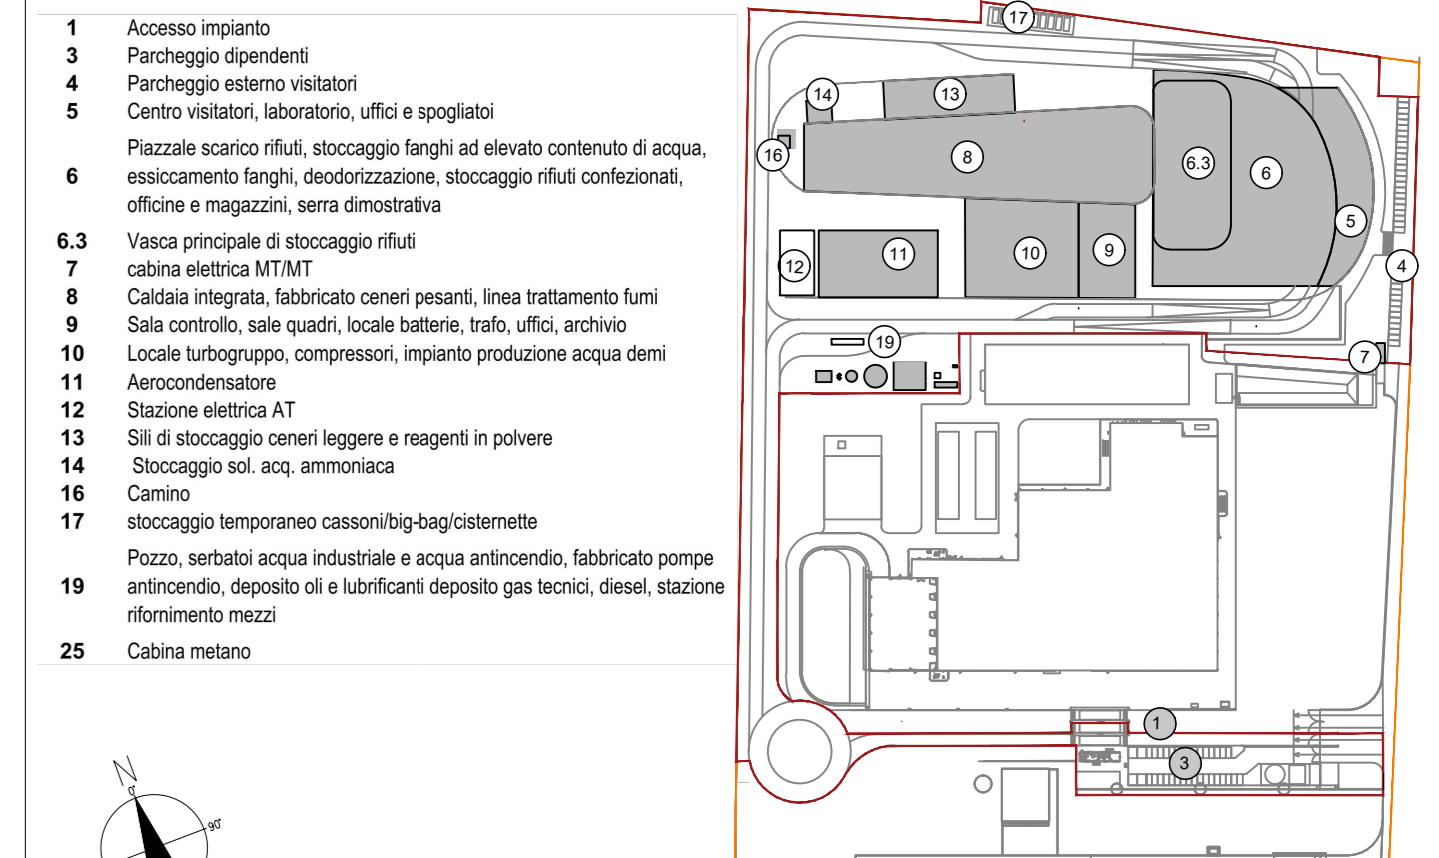 1 Accesso impianto
3 Parcheggio dipendenti
4 Parcheggio esterno visitatori
5 Centro visitatori, laboratorio, uffici e spogliatoi
Piazzale scarico rifiuti, stoccaggio fanghi ad elevato contenuto di acqua,
6 essiccamento fanghi, deodorizzazione, stoccaggio rifiuti confezionati,
officine e magazzini, serra dimostrativa
6.3 Vasca principale di stoccaggio rifiuti
7 cabina elettrica MT/MT
8 Caldaia integrata, fabbricato ceneri pesanti, linea trattamento fumi
9 Sala controllo, sale quadri, locale batterie, trafo, uffici, archivio
10 Locale turbogruppo, compressori, impianto produzione acqua demi
11 Aerocondensatore
12 Stazione elettrica AT
13 Sili di stoccaggio ceneri leggere e reagenti in polvere
14 Stoccaggio sol. acq. ammoniaca
16 Camino
17 stoccaggio temporaneo cassoni/big-bag/cisternette
Pozzo, serbatoi acqua industriale e acqua antincendio, fabbricato pompe
19 antincendio, deposito oli e lubrificanti deposito gas tecnici, diesel, stazione
rifornimento mezzi
25 Cabina metano
17
14
13
16
8
6.3
6
5
12
11
10
9
4
19
7
1
3
N
0°
90°